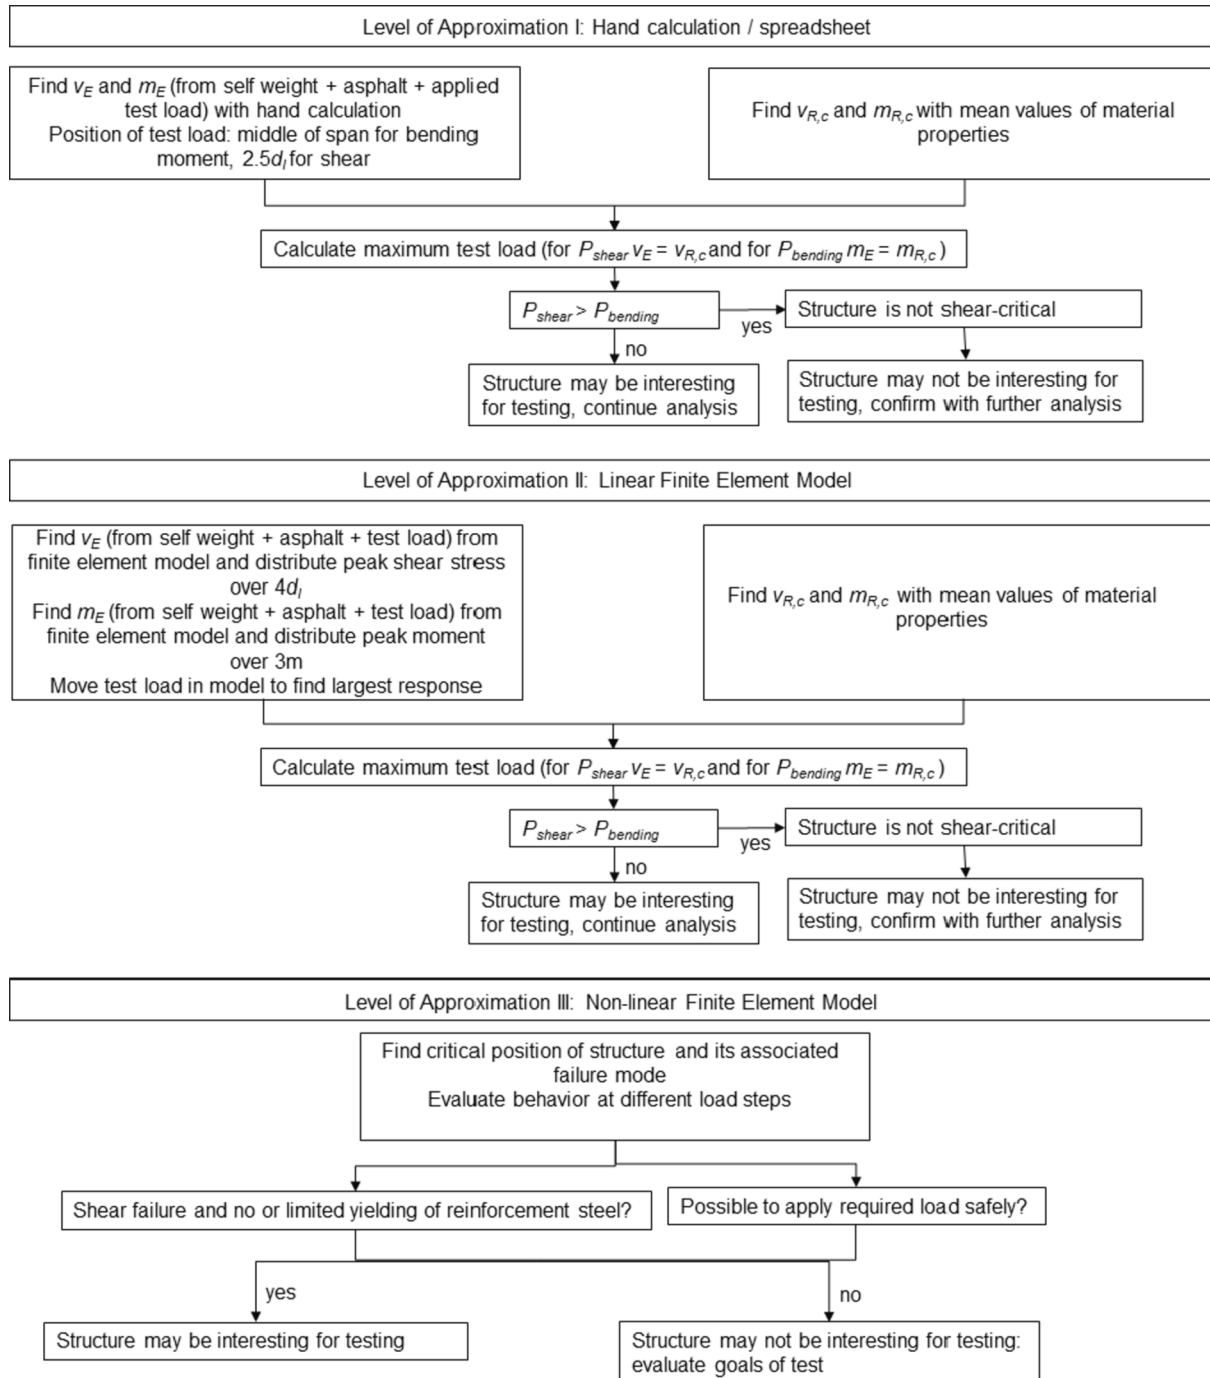 Level of Approximation I: Hand calculation / spreadsheet
Find vE and mE (from self weight + asphalt + applied
test load) with hand calculation
Position of test load: middle of span for bending
moment, 2.5dl for shear
Find vR,c and mR,c with mean values of material
properties
Calculate maximum test load (for Pshear vE = vR,c and for Pbending mE = mR,c )
Pshear > Pbending
yes
Structure is not shear-critical
no
Structure may be interesting
for testing, continue analysis
Structure may not be interesting for
testing, confirm with further analysis
Level of Approximation II: Linear Finite Element Model
Find vE (from self weight + asphalt + test load) from
finite element model and distribute peak shear stress
over 4dl
Find mE (from self weight + asphalt + test load) from
finite element model and distribute peak moment
over 3m
Move test load in model to find largest response
Find vR,c and mR,c with mean values of material
properties
Calculate maximum test load (for Pshear vE = vR,c and for Pbending mE = mR,c )
Pshear > Pbending
yes
Structure is not shear-critical
no
Structure may be interesting
for testing, continue analysis
Structure may not be interesting for
testing, confirm with further analysis
Level of Approximation III: Non-linear Finite Element Model
Find critical position of structure and its associated
failure mode
Evaluate behavior at different load steps
Shear failure and no or limited yielding of reinforcement steel?
Possible to apply required load safely?
yes
no
Structure may be interesting for testing
Structure may not be interesting for testing:
evaluate goals of test